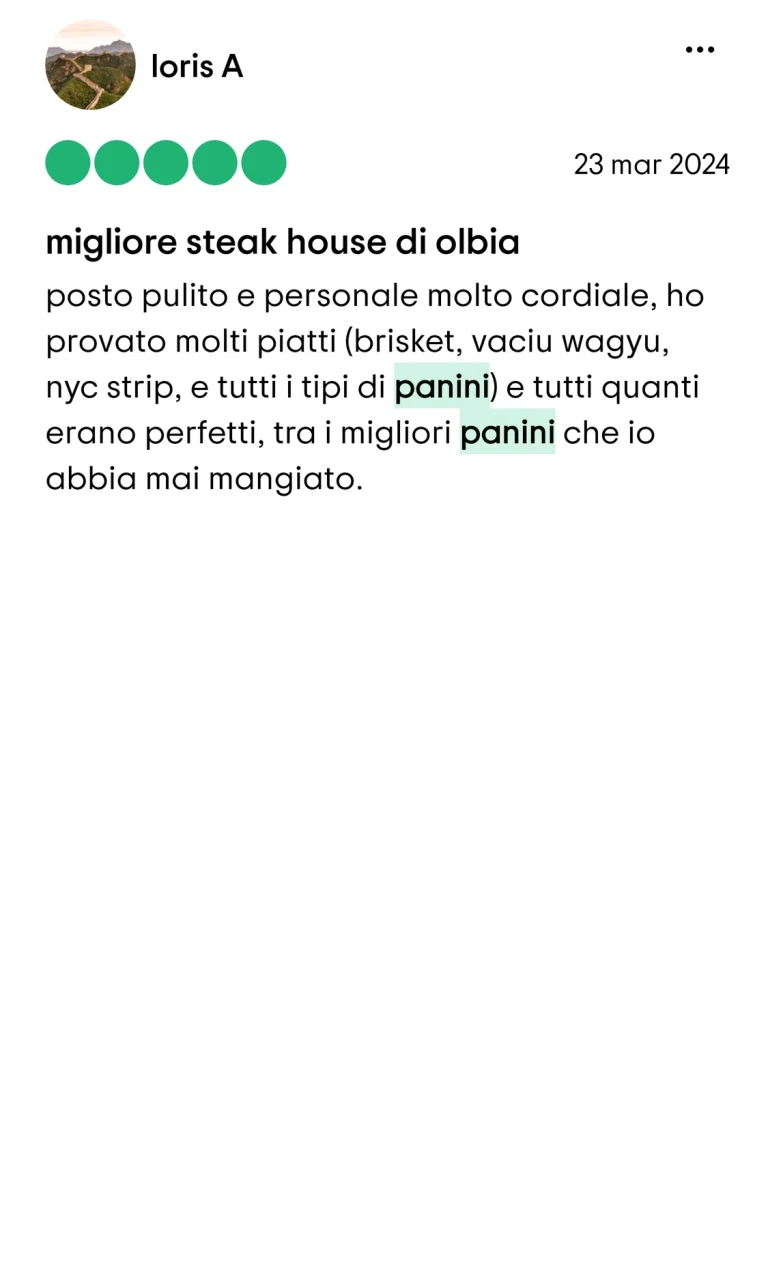 loris A
23 mar 2024
migliore steak house di olbia
posto pulito e personale molto cordiale, ho
provato molti piatti (brisket, vaciu wagyu,
nyc strip, e tutti i tipi di panini) e tutti quanti
erano perfetti, tra i migliori panini che io
abbia mai mangiato.